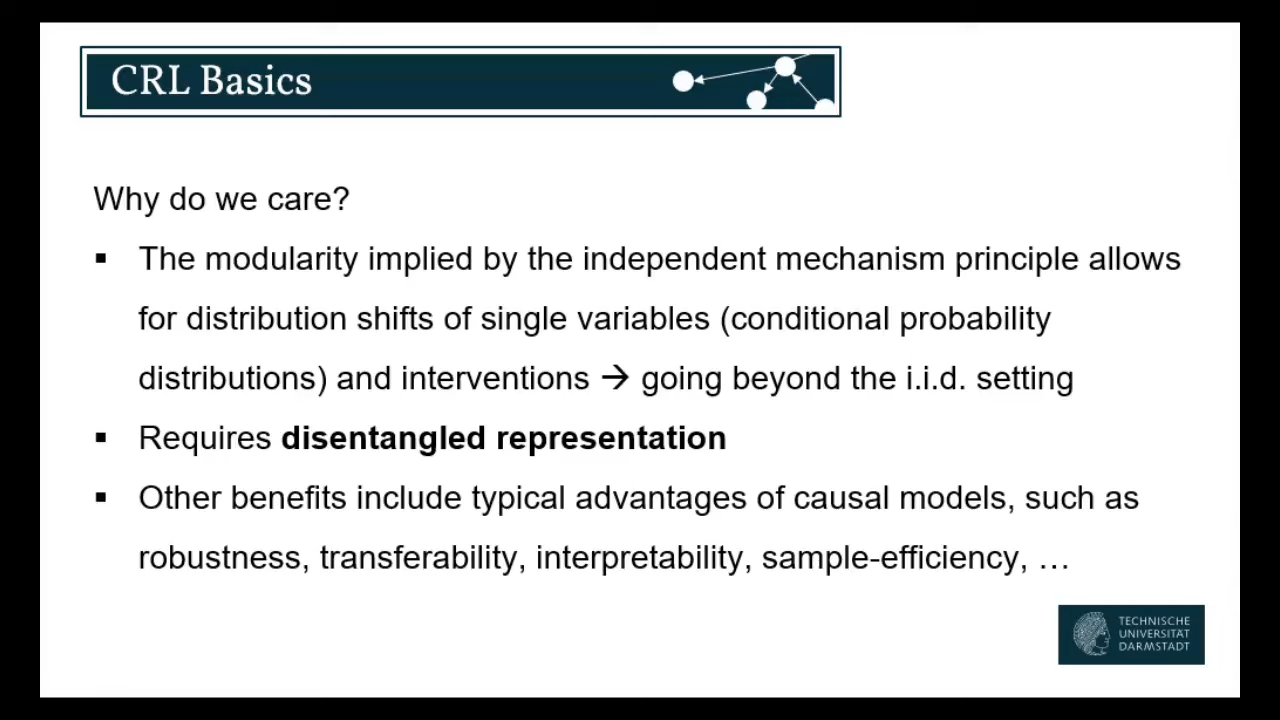 CRL Basics
Why do we care?
▪ The modularity implied by the independent mechanism principle allows
for distribution shifts of single variables (conditional probability
distributions) and interventions → going beyond the i.i.d. setting
▪ Requires disentangled representation
▪ Other benefits include typical advantages of causal models, such as
robustness, transferability, interpretability, sample-efficiency, …
TECHNISCHE
UNIVERSITÄT
DARMSTADT